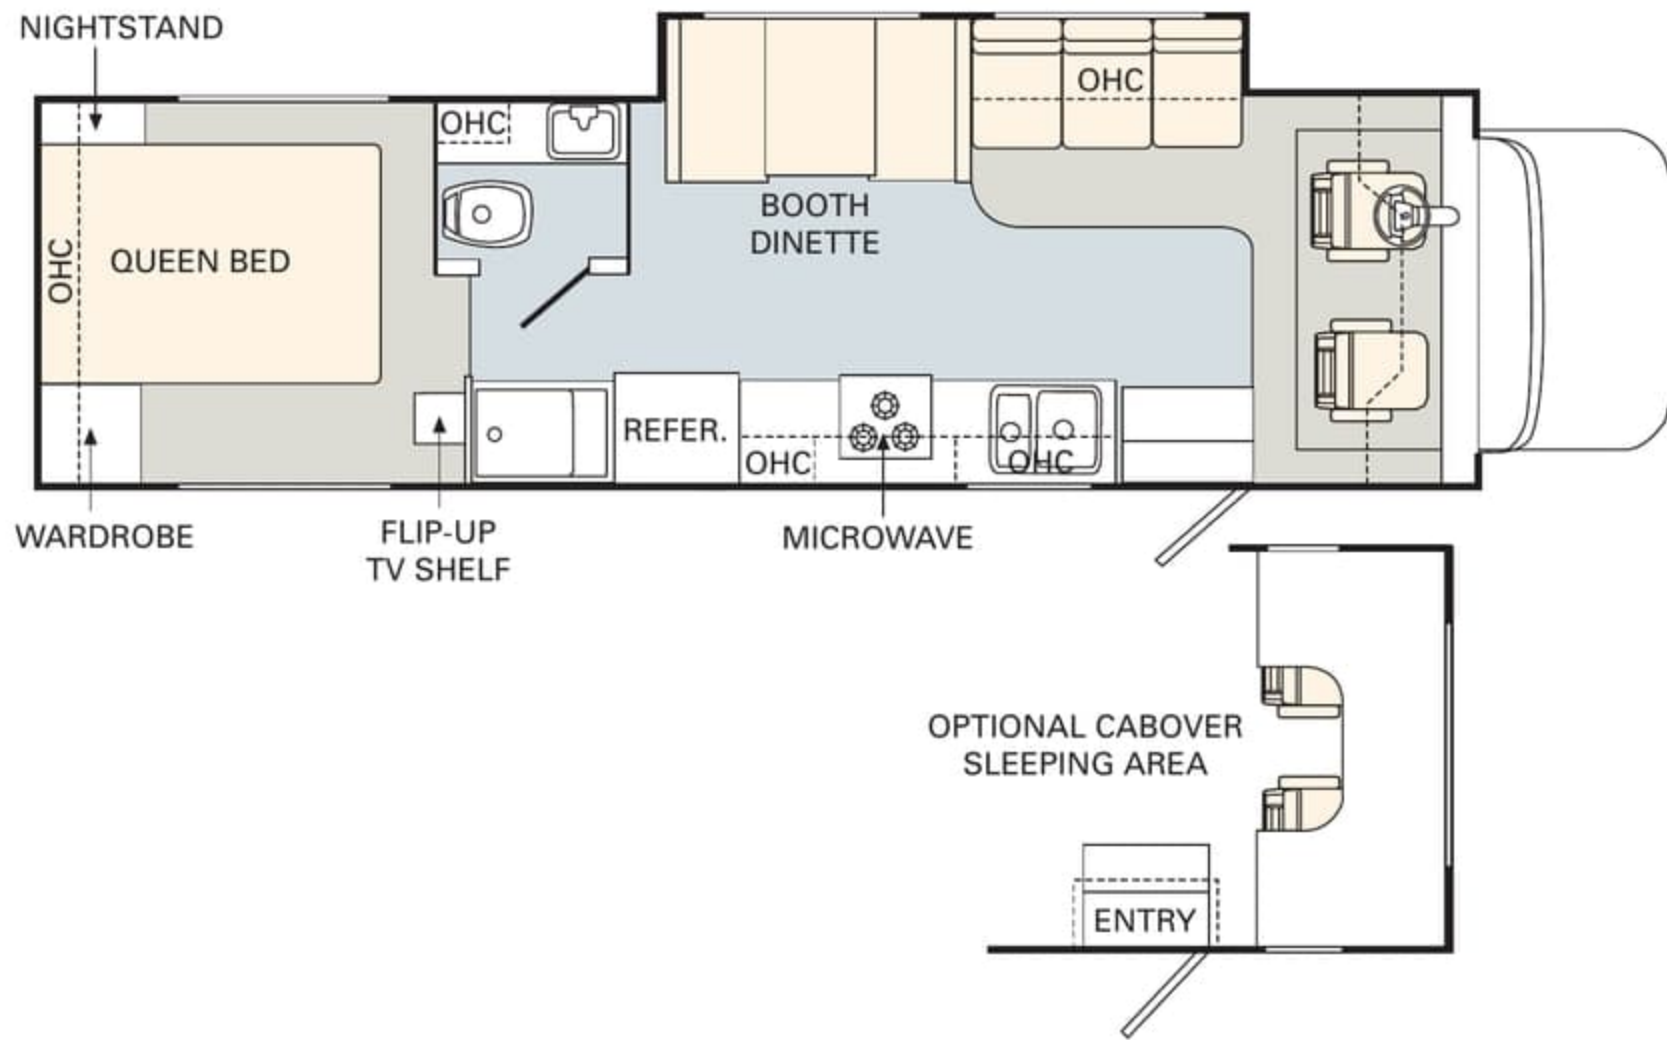 NIGHTSTAND
OHC
OHC
OHC
QUEEN BED
BOOTH
DINETTE
REFER.
OHC
OHC
WARDROBE
FLIP-UP
TV SHELF
MICROWAVE
OPTIONAL CABOVER
SLEEPING AREA
ENTRY